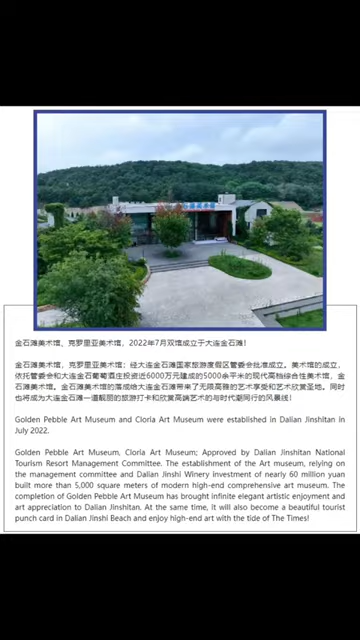 金石滩美术馆、克罗里亚美术馆，2022年7月双馆成立于大连金石滩！
金石滩美术馆，克罗里亚美术馆；经大连金石滩国家旅游度假区管委会批准成立。美术馆的成立，
依托管委会和大连金石葡萄酒庄投资近6000万元建成的5000余平米的现代高档综合性美术馆，金
石滩美术馆。金石滩美术馆的落成给大连金石滩带来了无限高雅的艺术享受和艺术欣赏圣地。同时
也将成为大连金石滩一道靓丽的旅游打卡和欣赏高端艺术的与时代潮同行的风景线！
Golden Pebble Art Museum and Cloria Art Museum were established in Dalian Jinshitan in
July 2022.
Golden Pebble Art Museum, Cloria Art Museum; Approved by Dalian Jinshitan National
Tourism Resort Management Committee. The establishment of the Art museum, relying on
the management committee and Dalian Jinshi Winery investment of nearly 60 million yuan
built more than 5,000 square meters of modern high-end comprehensive art museum. The
completion of Golden Pebble Art Museum has brought infinite elegant artistic enjoyment and
art appreciation to Dalian Jinshitan. At the same time, it will also become a beautiful tourist
punch card in Dalian Jinshi Beach and enjoy high-end art with the tide of The Times!